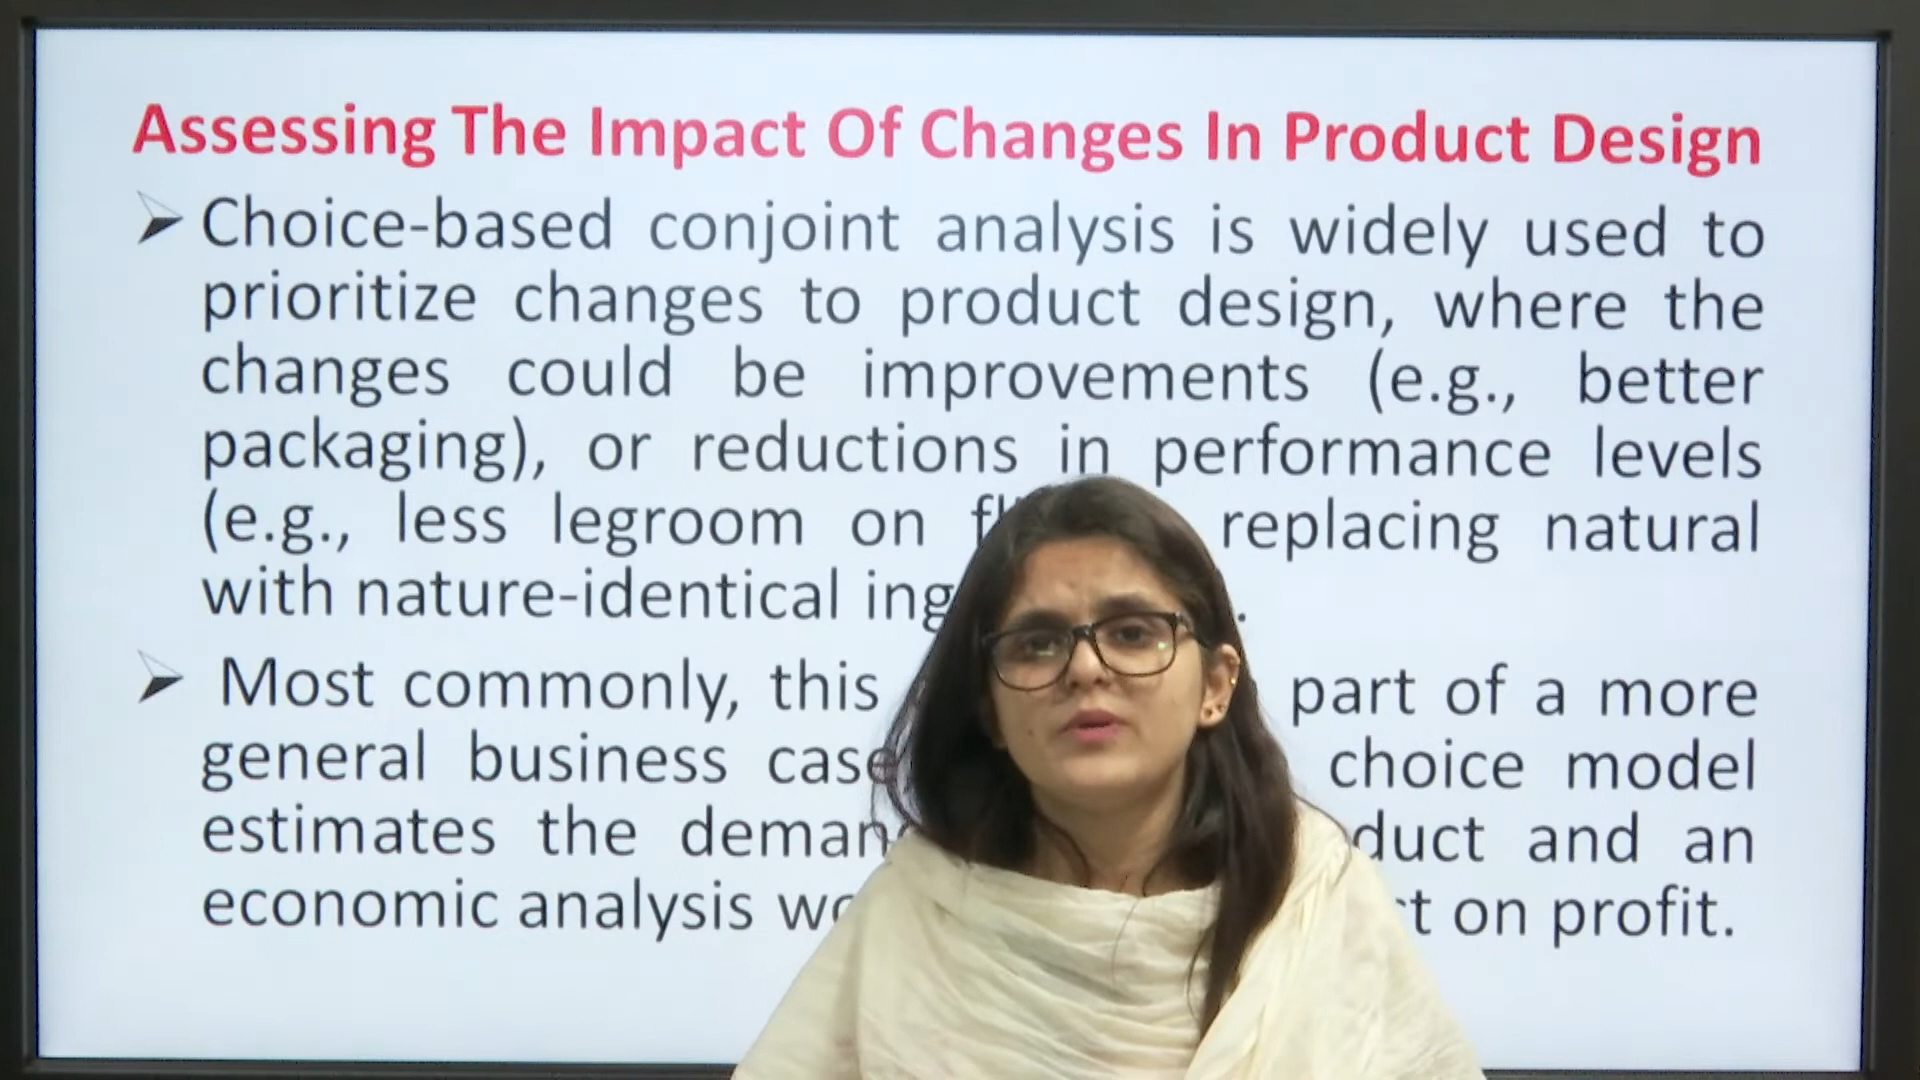 Assessing The Impact Of Changes In Product Design
Choice-based conjoint analysis is widely used to
prioritize changes to product design, where the
changes could be improvements (e.g., better
packaging), or reductions in performance levels
(e.g., less legroom on replacing natural
with nature-identical
Most commonly, this part of a more
general business choice model
estimates the and an
economic analysis on profit.